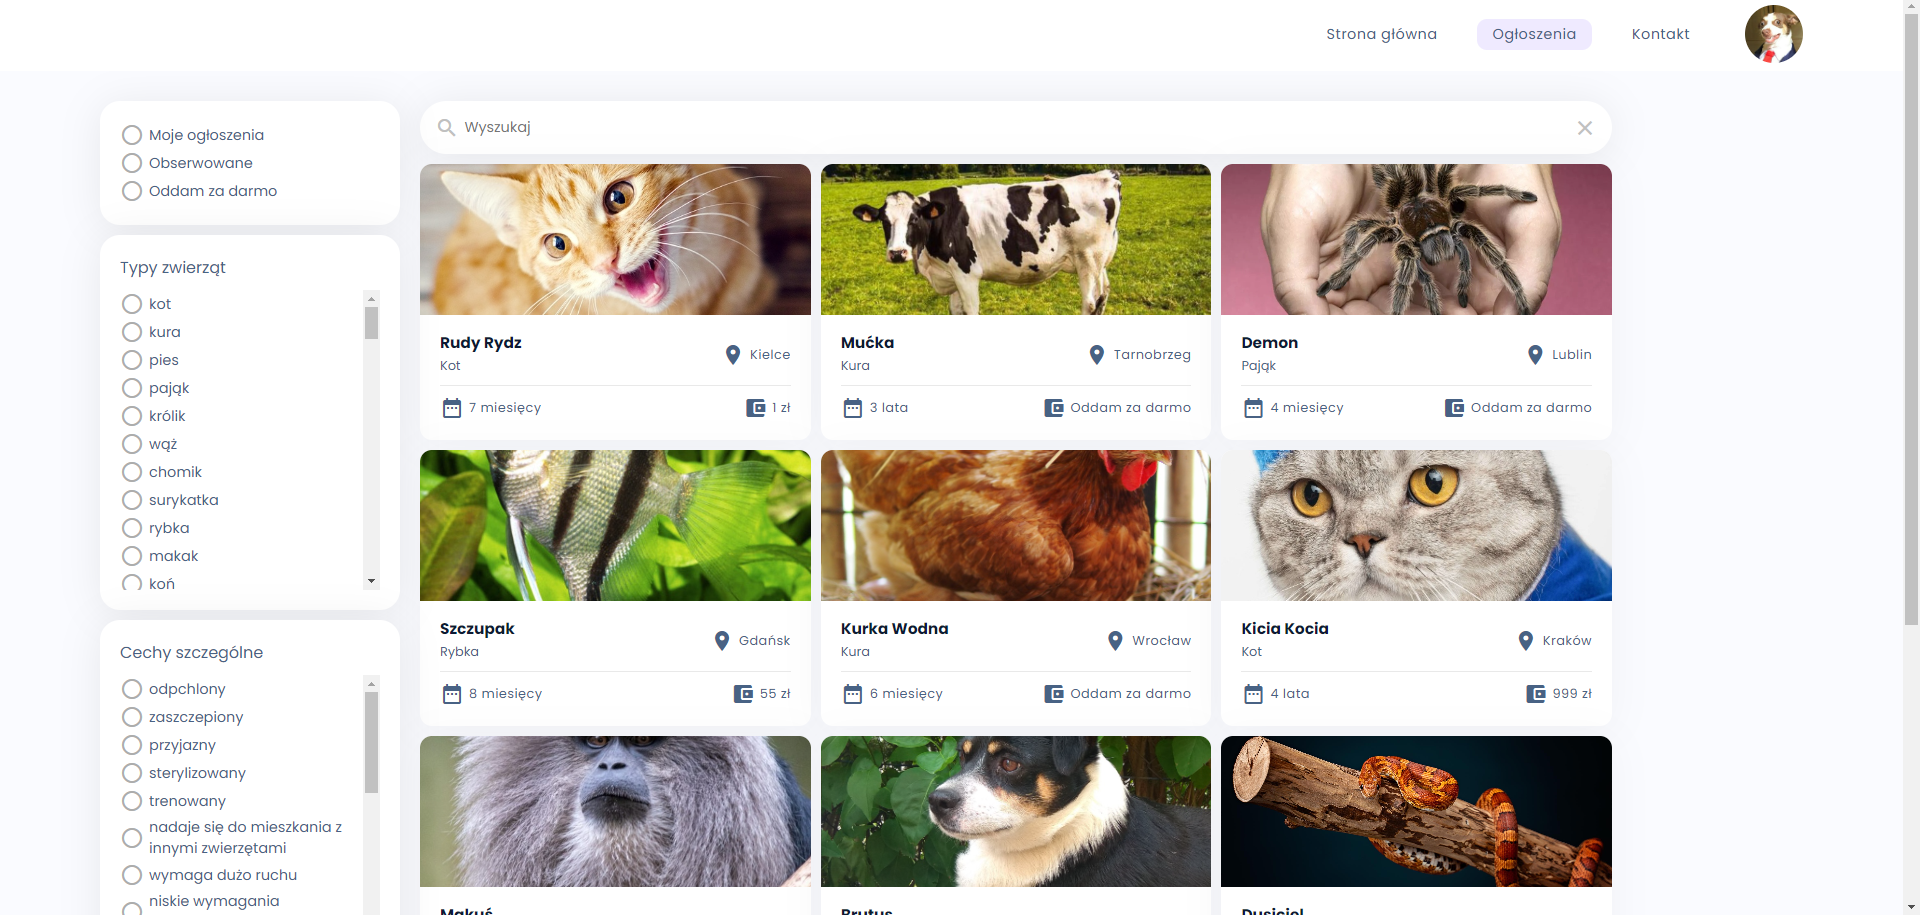 Strona główna
Ogłoszenia
Kontakt
Moje ogłoszenia
Obserwowane
Oddam za darmo
Typy zwierząt
kot
kura
pies
pająk
królik
wąż
chomik
surykatka
rybka
makak
koń
Cechy szczególne
odpchlony
zaszczepiony
przyjazny
sterylizowany
trenowany
nadaje się do mieszkania z
innymi zwierzętami
wymaga dużo ruchu
niskie wymagania
Wyszukaj
Rudy Rydz
Kot
Kielce
7 miesięcy
1 zł
Mućka
Kura
Tarnobrzeg
3 lata
Oddam za darmo
Demon
Pająk
Lublin
4 miesięcy
Oddam za darmo
Szczupak
Rybka
Gdańsk
8 miesięcy
55 zł
Kurka Wodna
Kura
Wrocław
6 miesięcy
Oddam za darmo
Kicia Kocia
Kot
Kraków
4 lata
999 zł
Makuś
Brutus
Dusiciel